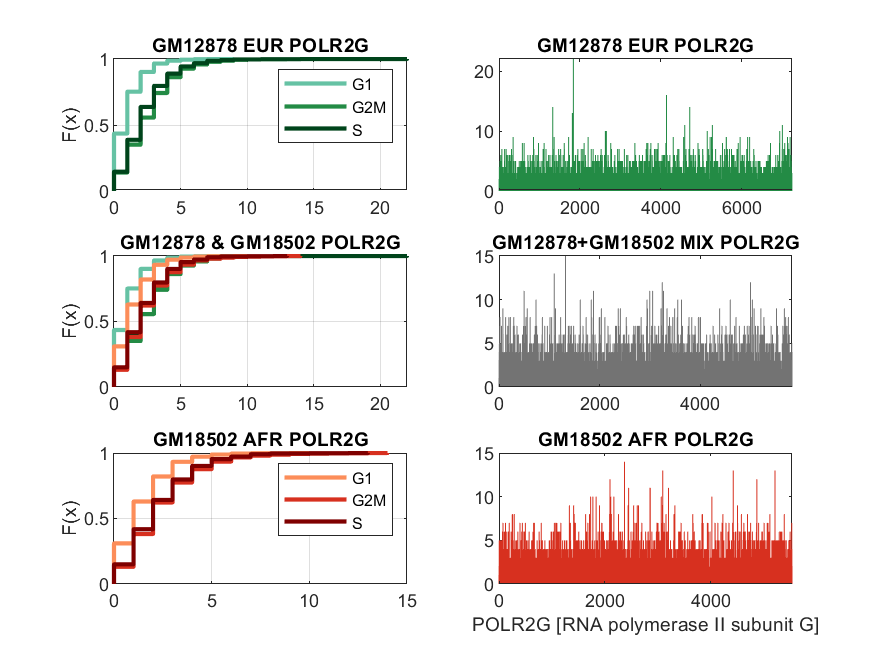 GM12878 EUR POLR2G
F(x)
1
0.5
0
0 5 10 15 20
G1
G2M
S
GM12878 EUR POLR2G
20
10
0
0 2000 4000 6000
GM12878 & GM18502 POLR2G
F(x)
1
0.5
0
0 5 10 15 20
GM12878+GM18502 MIX POLR2G
15
10
5
0
0 2000 4000
GM18502 AFR POLR2G
F(x)
1
0.5
0
0 5 10 15
G1
G2M
S
GM18502 AFR POLR2G
15
10
5
0
0 2000 4000
POLR2G [RNA polymerase II subunit G]